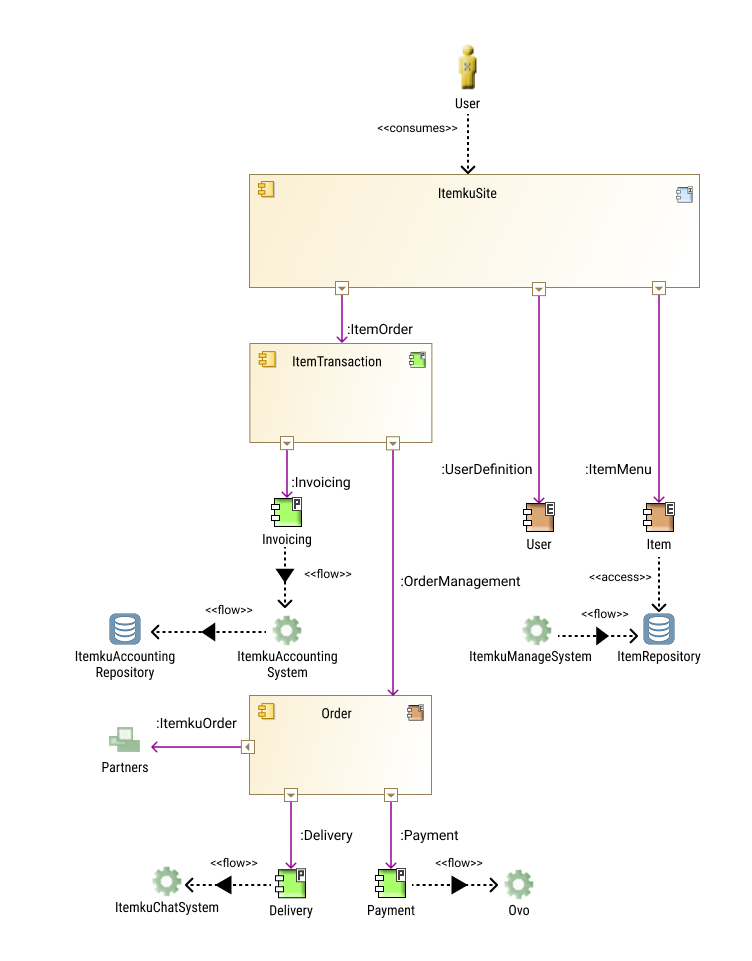 User
<<consumes>>
ItemkuSite
:ItemOrder
ItemTransaction
P
:Invoicing
:UserDefinition
:ItemMenu
P
E
E
Invoicing
User
Item
<<flow>>
:OrderManagement
<<access>>
<<flow>>
<<flow>>
ItemkuAccounting
Repository
ItemkuAccounting
System
ItemkuManageSystem
ItemRepository
:ItemkuOrder
Order
E
Partners
:Delivery
:Payment
<<flow>>
<<flow>>
P
P
ItemkuChatSystem
Delivery
Payment
Ovo